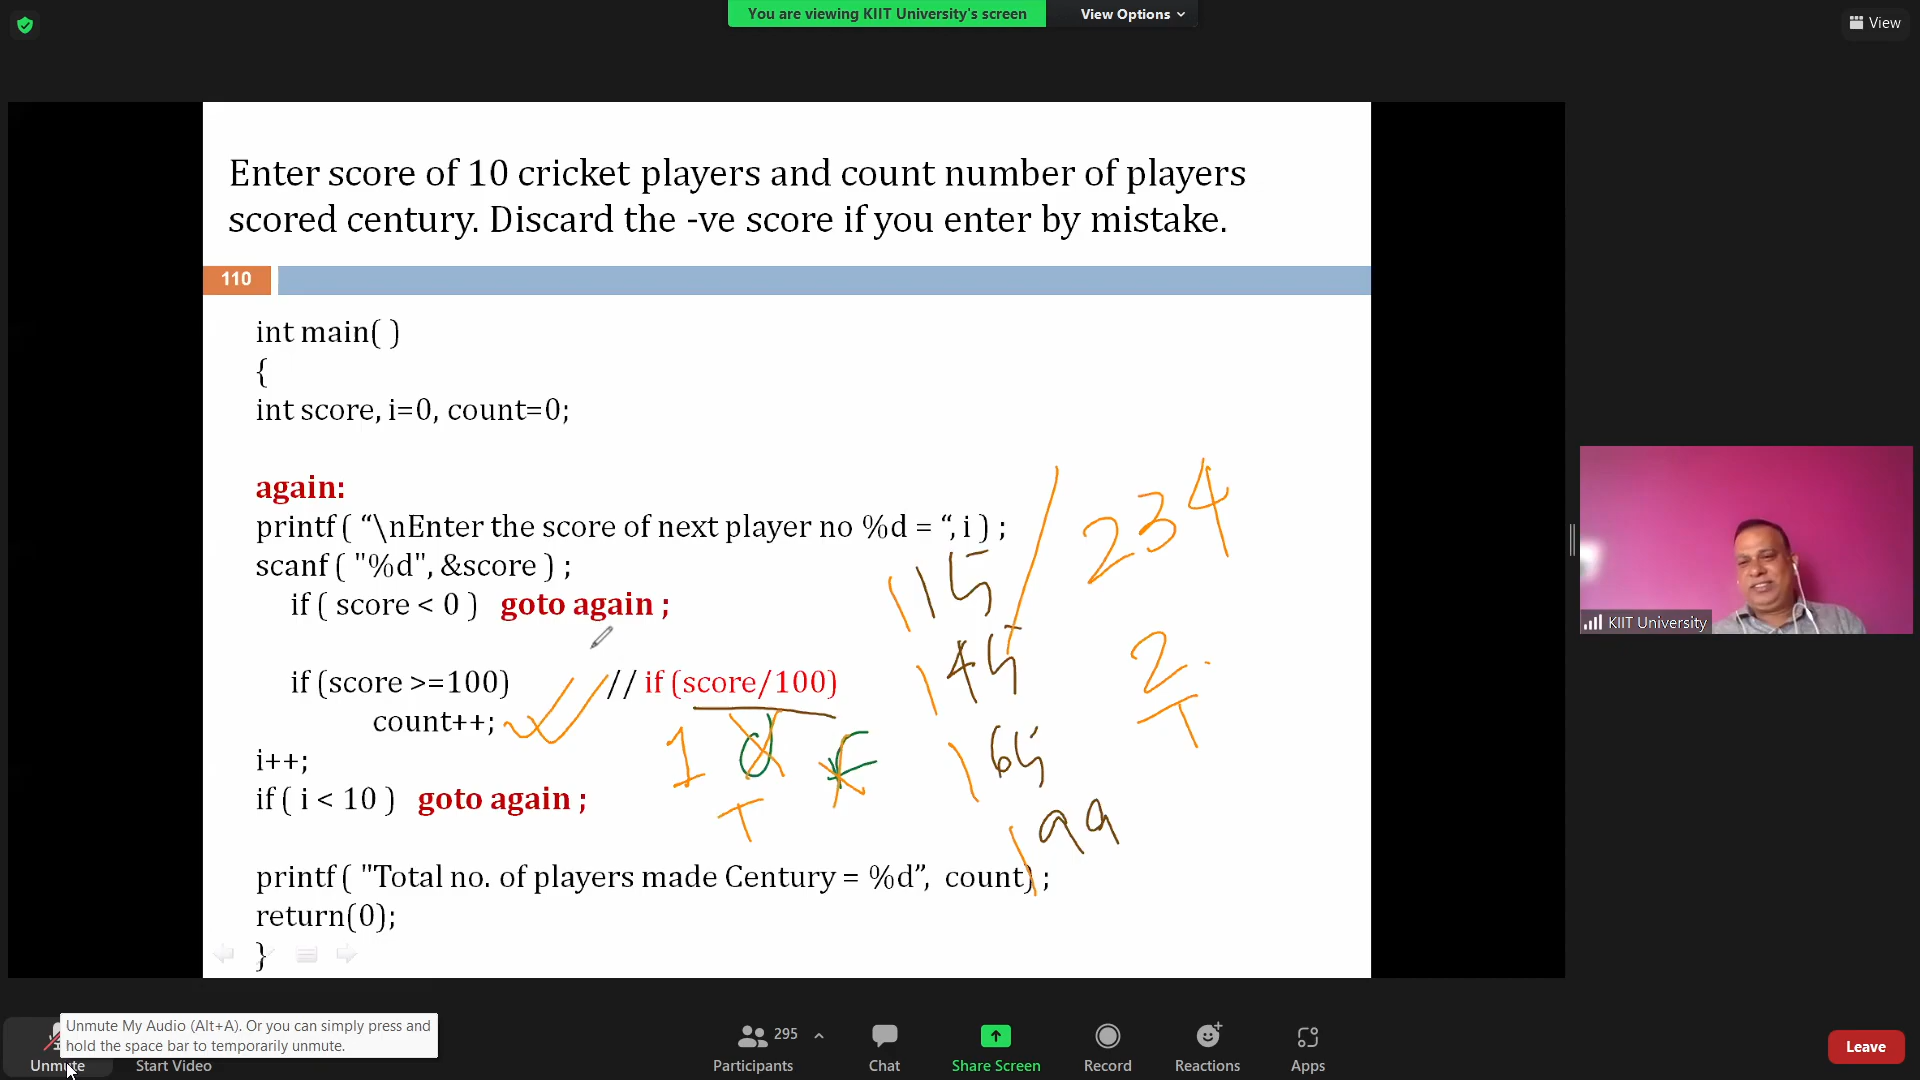 You are viewing KIIT University's screen
View Options
View
Enter score of 10 cricket players and count number of players
scored century. Discard the -ve score if you enter by mistake.
110
int main( )
{
int score, i=0, count=0;
again:
printf ( “\nEnter the score of next player no %d = “, i ) ;
scanf ( "%d", &score ) ;
if ( score < 0 ) goto again ;
if (score >=100) // if (score/100)
count++;
i++;
if ( i < 10 ) goto again ;
printf ( "Total no. of players made Century = %d”, count) ;
return(0);
}
234
115
145
165
199
2
T
1 0 F
T
KIIT University
Unmute My Audio (Alt+A). Or you can simply press and
hold the space bar to temporarily unmute.
Unmute
Start Video
295
Participants
Chat
Share Screen
Record
Reactions
Apps
Leave